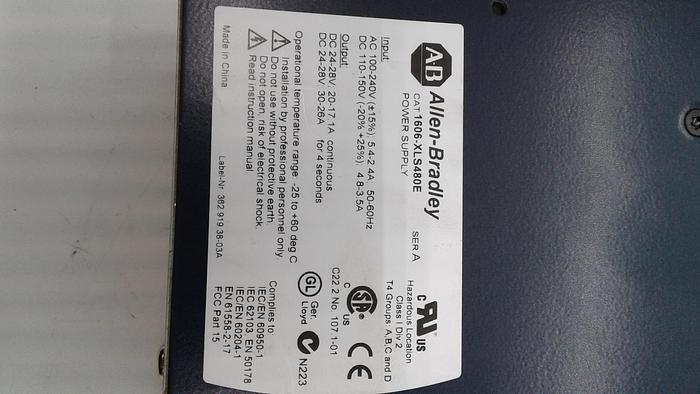 AB Allen-Bradley
CAT 1606-XLS480E SER A
POWER SUPPLY
Input:
AC 100-240V (±15%); 5.4-2.4A; 50-60Hz
DC 110-150V (-20% +25%); 4.8-3.5A
Output:
DC 24-28V, 20-17.1A continuous
DC 24-28V, 30-26A for 4 seconds
Operational temperature range -25 to +60 deg C
Installation by professional personnel only
Do not use without protective earth
Do not open, risk of electrical shock
Read instruction manual
Made in China
Label-Nr. 362 919 38-03A
C US
Hazardous Location
Class I Div 2
T4 Groups: A,B,C and D
C SA US
CE
C22.2 No. 107.1-01
GL Ger. Lloyd
N223
Complies to
IEC/EN 60950-1
IEC 62103, EN 50178
IEC/EN 60204-1
EN 61558-2-17
FCC Part 15